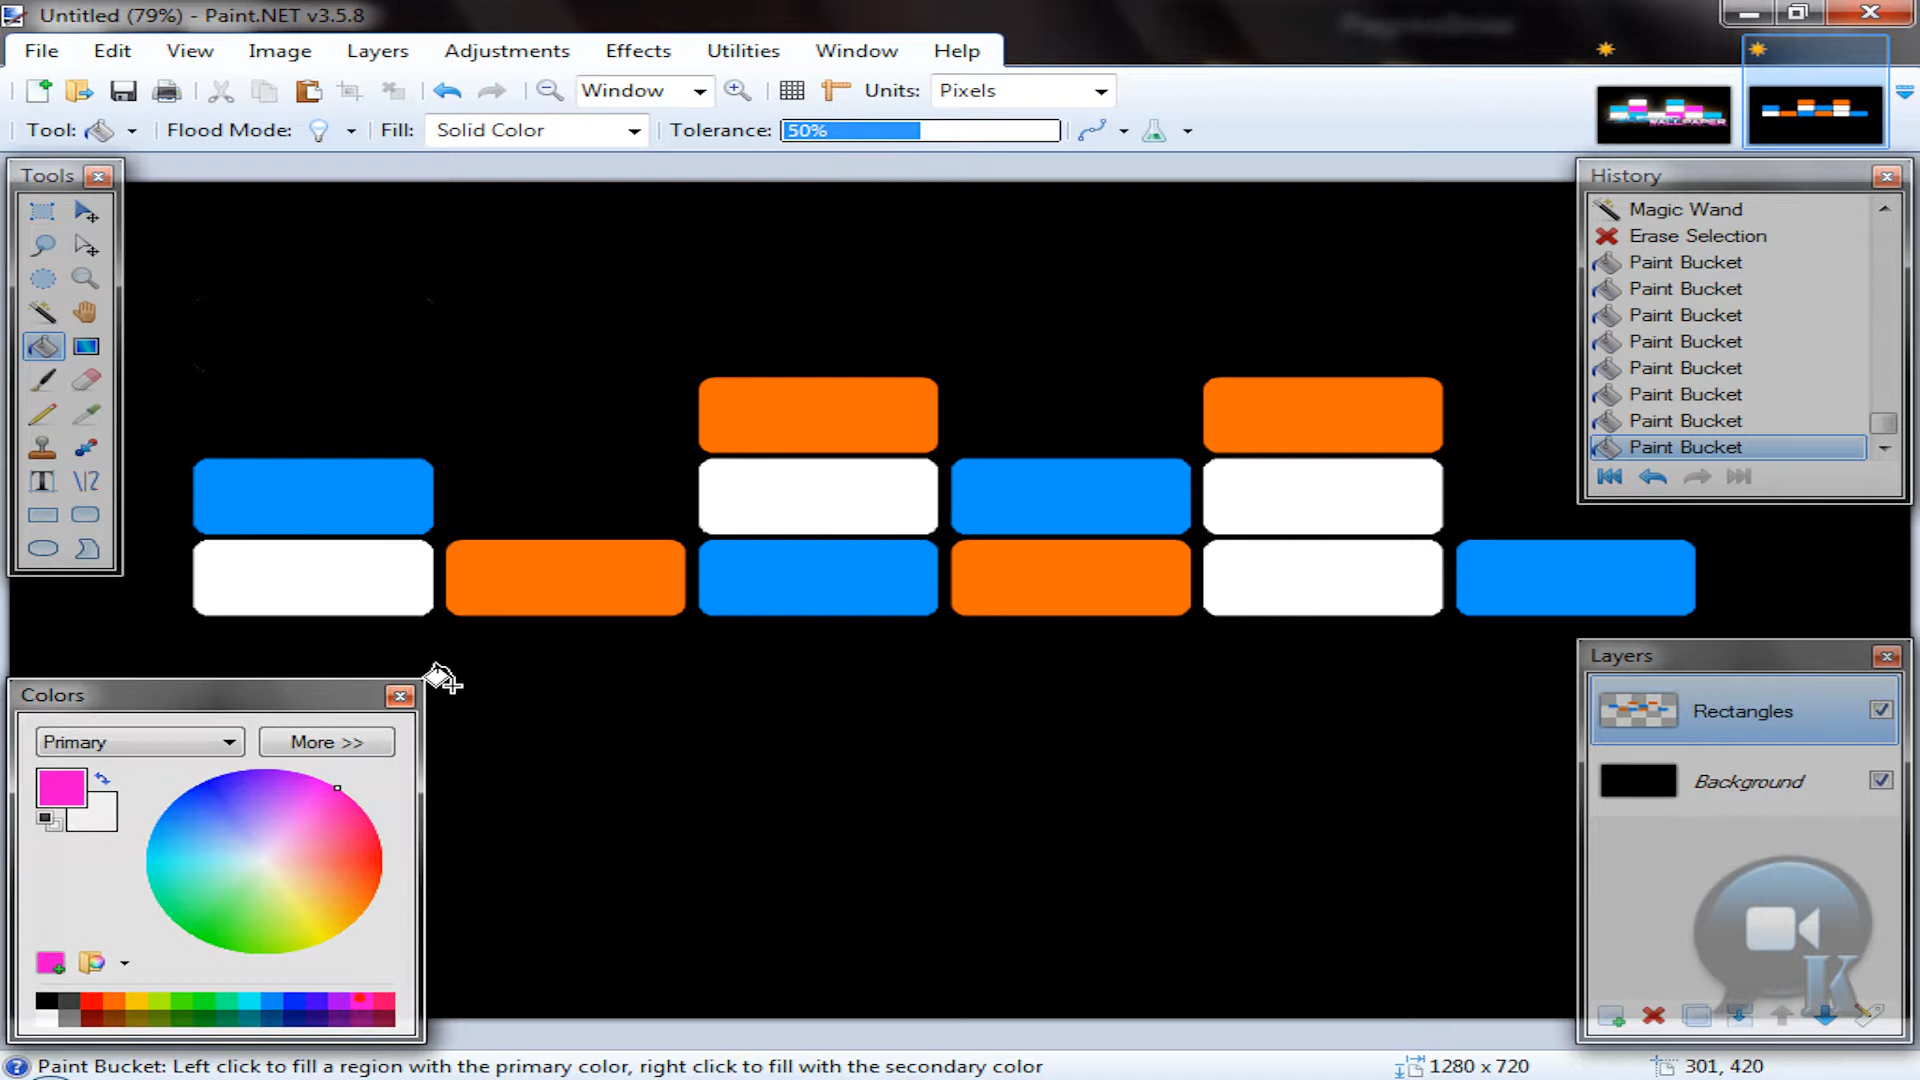 Untitled (79%) - Paint.NET v3.5.8
File Edit View Image Layers Adjustments Effects Utilities Window Help
Window Units: Pixels
Tool: Flood Mode: Fill: Solid Color Tolerance: 50%
WALLPAPER
Tools
History
Magic Wand
Erase Selection
Paint Bucket
Paint Bucket
Paint Bucket
Paint Bucket
Paint Bucket
Paint Bucket
Paint Bucket
Paint Bucket
Colors
Primary More >>
Layers
Rectangles
Background
K
Paint Bucket: Left click to fill a region with the primary color, right click to fill with the secondary color 1280 x 720 301, 420